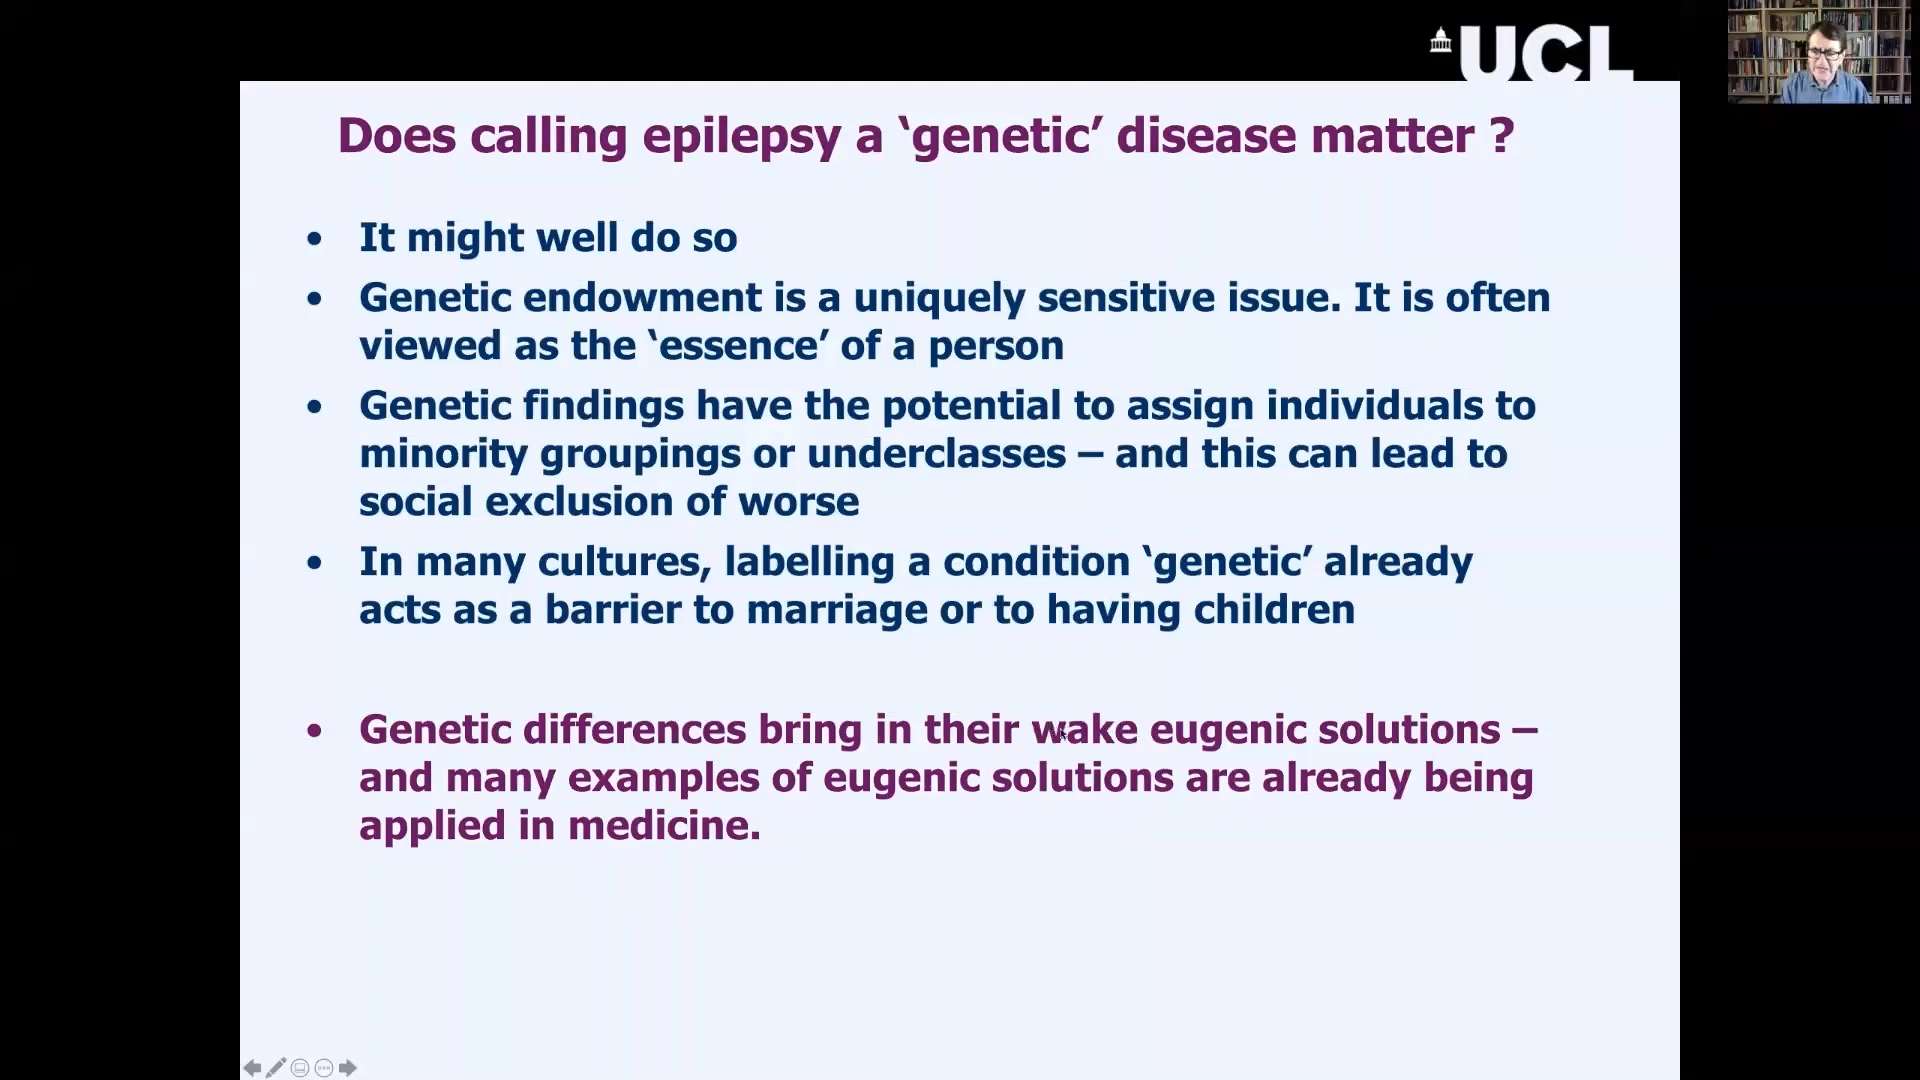 UCL
Does calling epilepsy a ‘genetic’ disease matter ?
• It might well do so
• Genetic endowment is a uniquely sensitive issue. It is often
viewed as the ‘essence’ of a person
• Genetic findings have the potential to assign individuals to
minority groupings or underclasses – and this can lead to
social exclusion of worse
• In many cultures, labelling a condition ‘genetic’ already
acts as a barrier to marriage or to having children
• Genetic differences bring in their wake eugenic solutions –
and many examples of eugenic solutions are already being
applied in medicine.